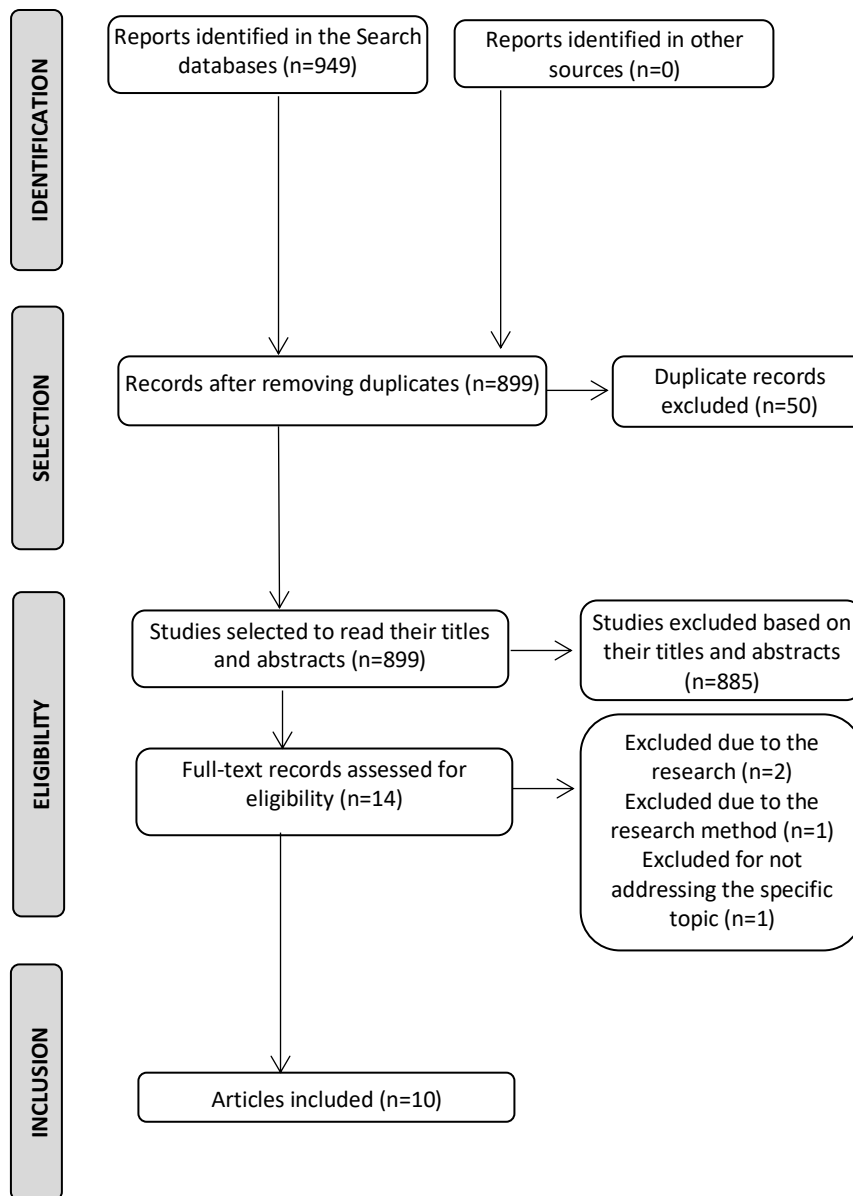 IDENTIFICATION
Reports identified in the Search
databases (n=949)
Reports identified in other
sources (n=0)
SELECTION
Records after removing duplicates (n=899)
Duplicate records
excluded (n=50)
ELIGIBILITY
Studies selected to read their titles
and abstracts (n=899)
Studies excluded based on
their titles and abstracts
(n=885)
Full-text records assessed for
eligibility (n=14)
Excluded due to the
research (n=2)
Excluded due to the
research method (n=1)
Excluded for not
addressing the specific
topic (n=1)
INCLUSION
Articles included (n=10)